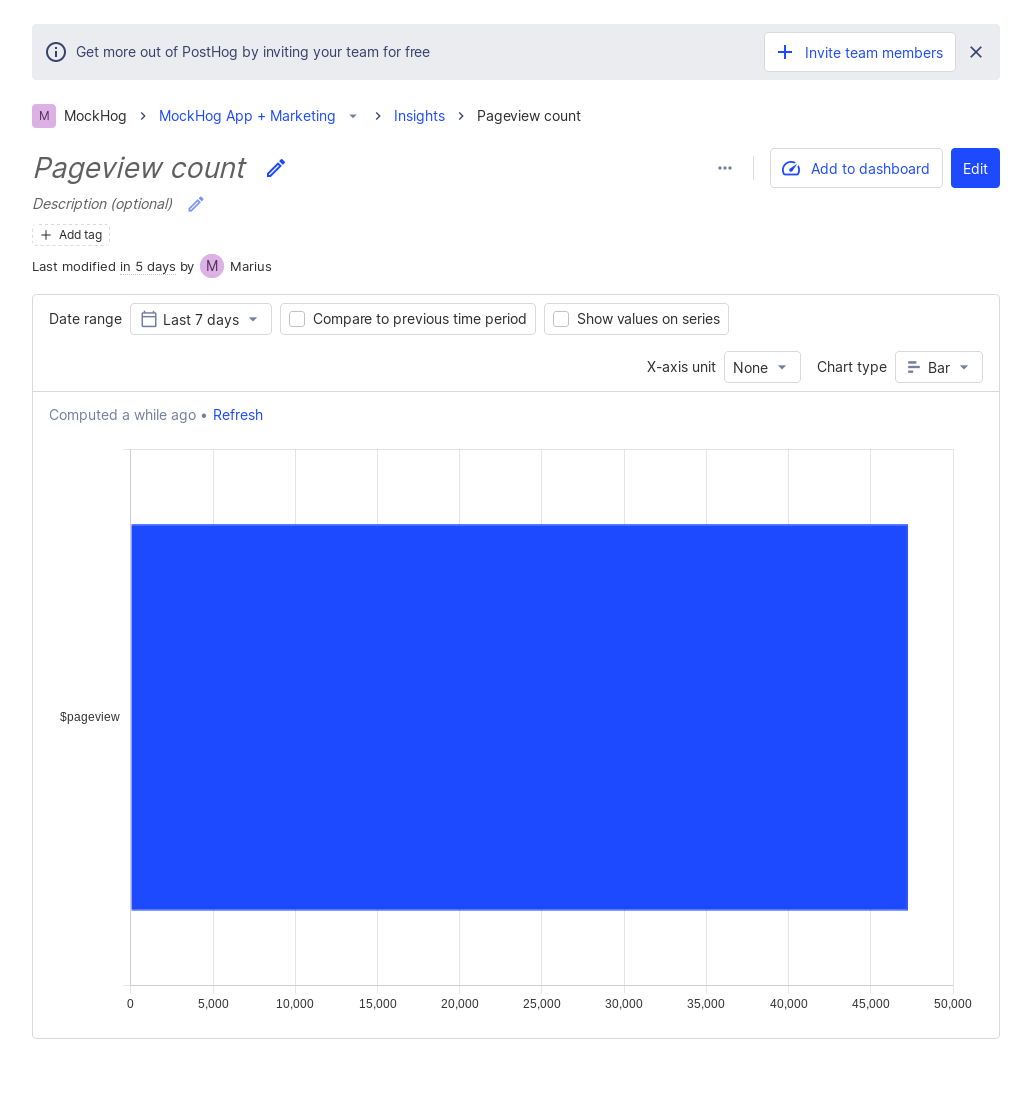 Get more out of PostHog by inviting your team for free
Invite team members
M MockHog MockHog App + Marketing Insights Pageview count
Pageview count
Add to dashboard
Edit
Description (optional)
Add tag
Last modified in 5 days by M Marius
Date range Last 7 days Compare to previous time period Show values on series
X-axis unit None Chart type Bar
Computed a while ago • Refresh
$pageview
0 5,000 10,000 15,000 20,000 25,000 30,000 35,000 40,000 45,000 50,000